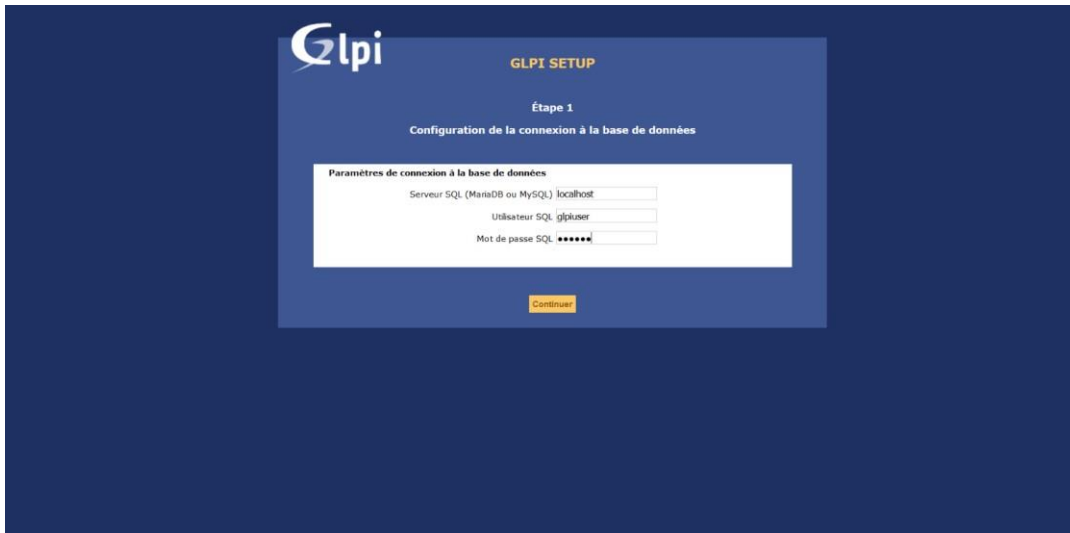 Glpi
GLPI SETUP
Étape 1
Configuration de la connexion à la base de données
Paramètres de connexion à la base de données
Serveur SQL (MariaDB ou MySQL) localhost
Utilisateur SQL glpiuser
Mot de passe SQL ••••••
Continuer